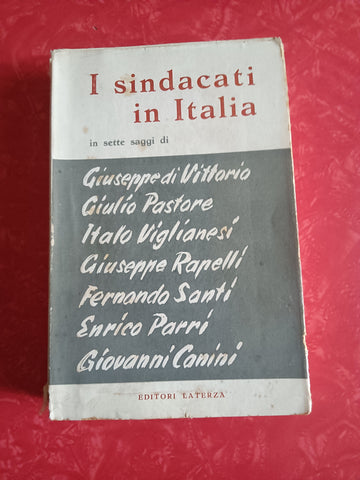 I sindacati
in Italia
in sette saggi di
Giuseppe di Vittorio
Giulio Pastore
Italo Viglianesi
Giuseppe Rapelli
Fernando Santi
Enrico Parri
Giovanni Canini
EDITORI LATERZA